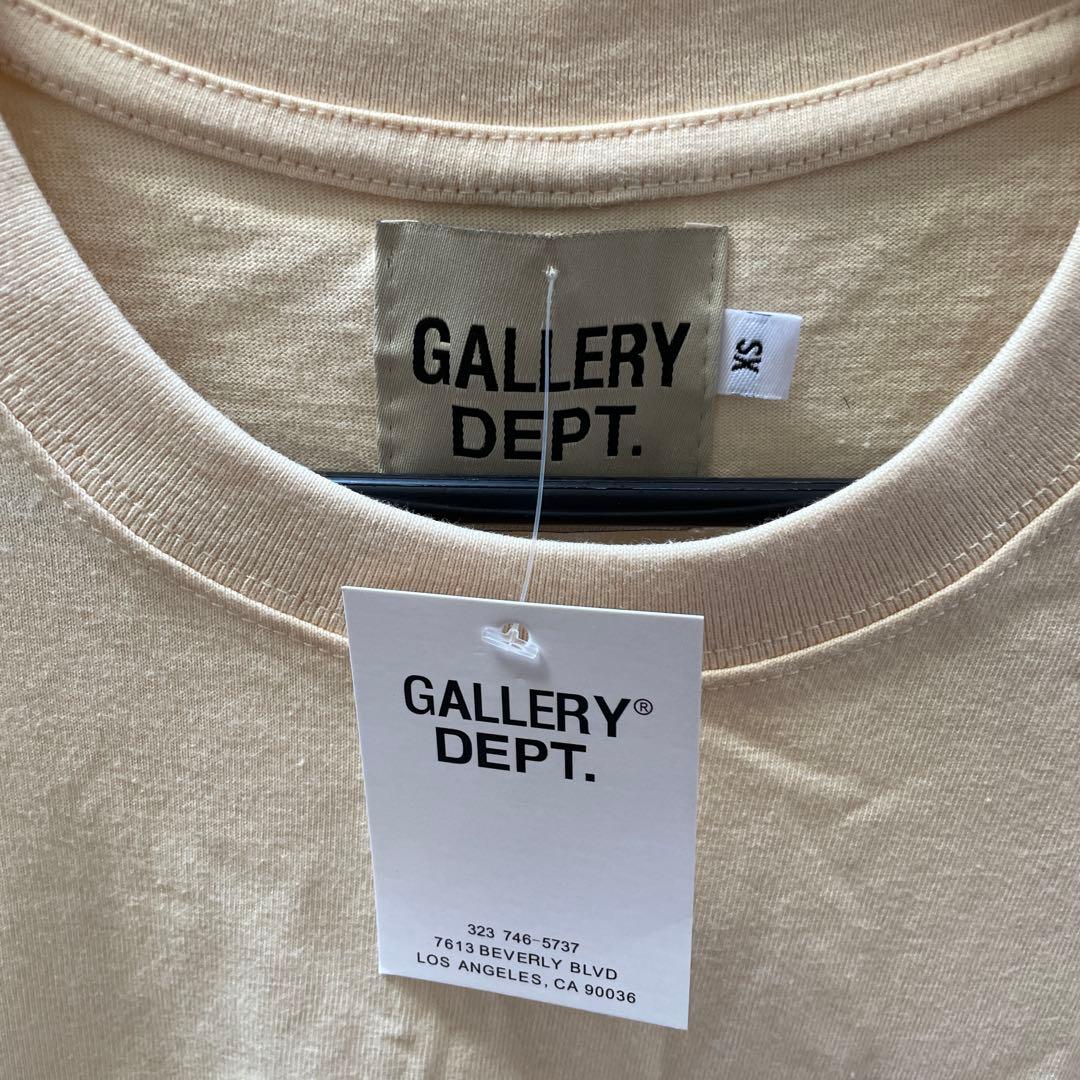 GALLERY
DEPT.
XS
GALLERY®
DEPT.
323 746-5737
7613 BEVERLY BLVD
LOS ANGELES, CA 90036